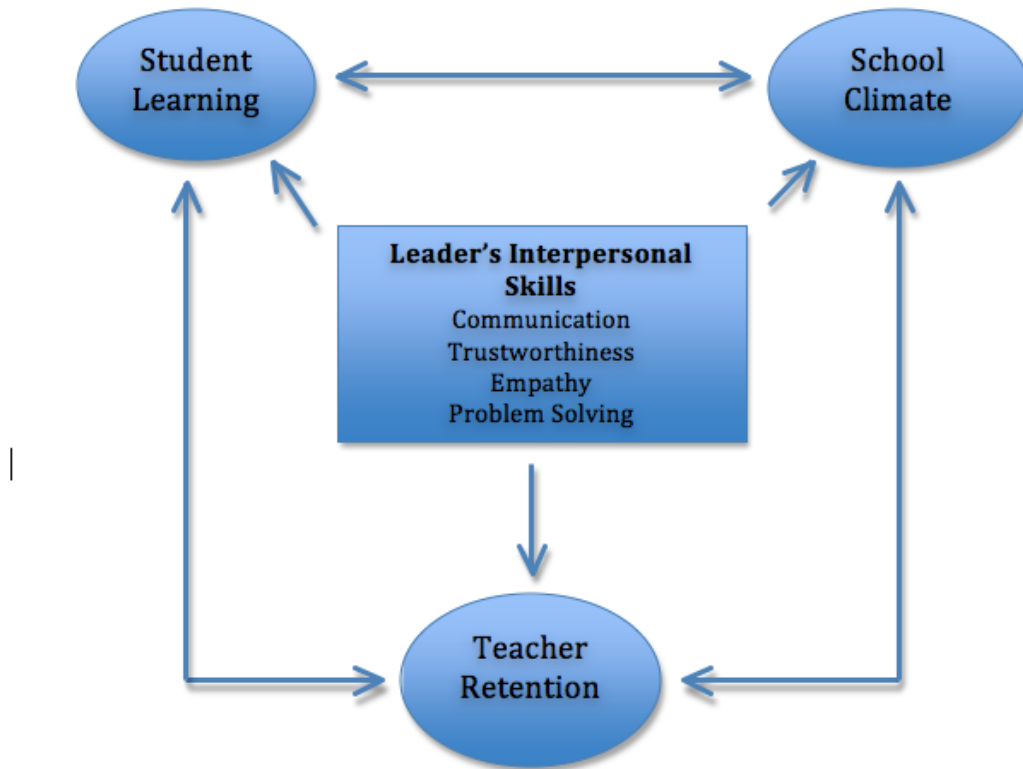 Student
Learning
School
Climate
Leader’s Interpersonal
Skills
Communication
Trustworthiness
Empathy
Problem Solving
Teacher
Retention